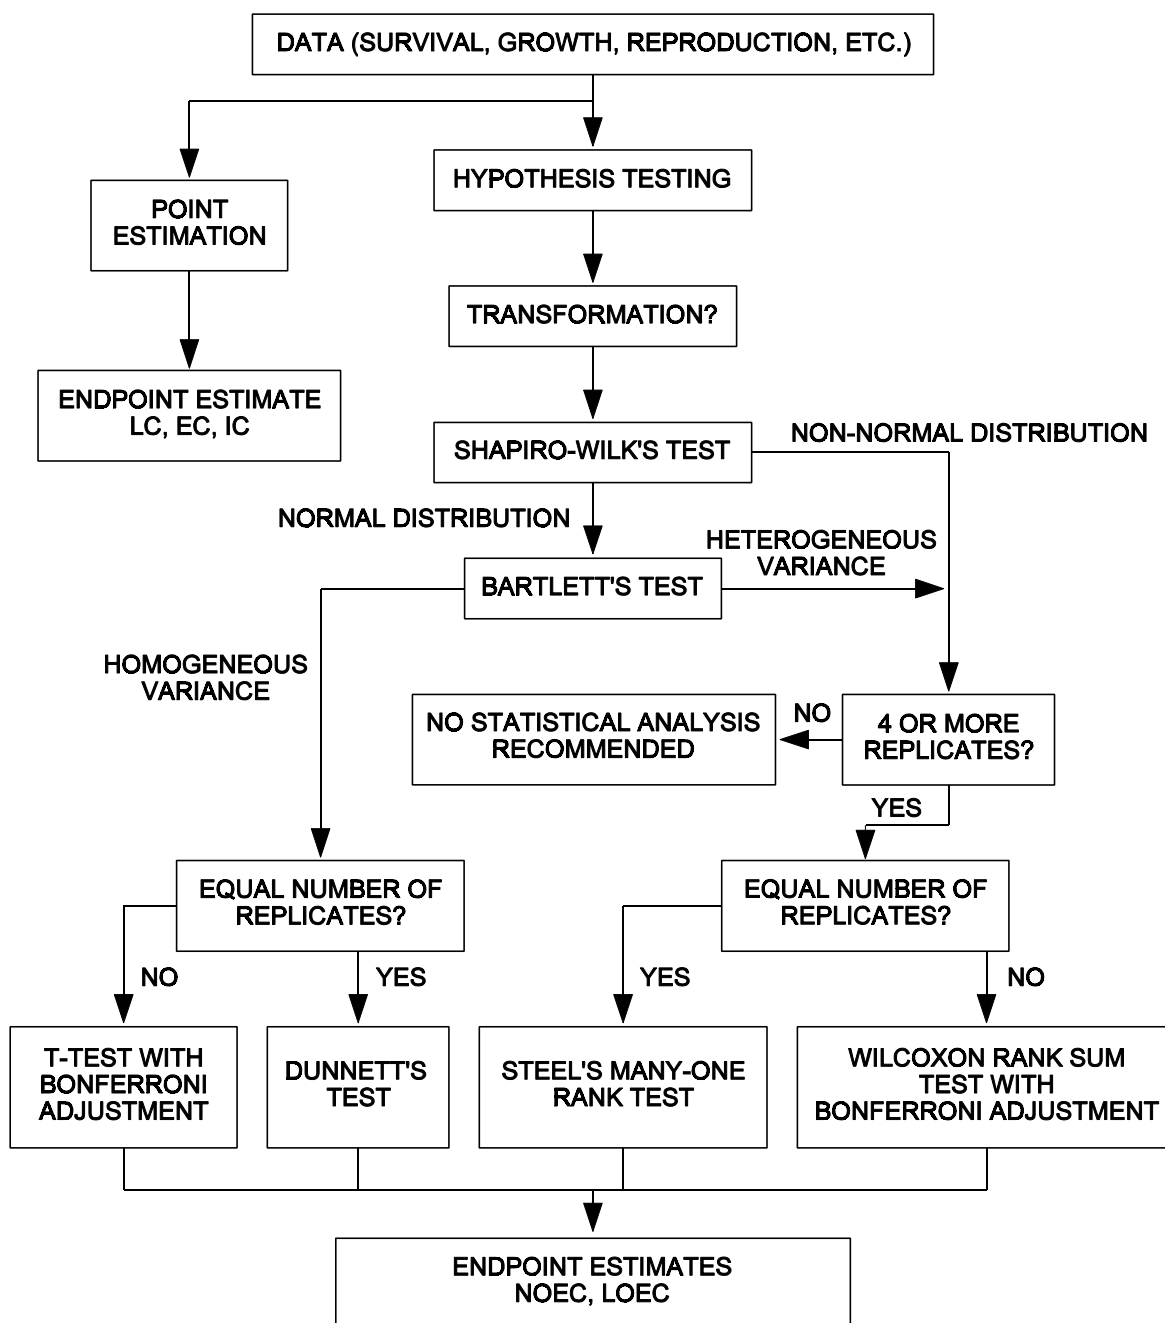 DATA (SURVIVAL, GROWTH, REPRODUCTION, ETC.)
HYPOTHESIS TESTING
POINT
ESTIMATION
TRANSFORMATION?
ENDPOINT ESTIMATE
LC, EC, IC
SHAPIRO-WILK'S TEST
NON-NORMAL DISTRIBUTION
NORMAL DISTRIBUTION
HETEROGENEOUS
VARIANCE
BARTLETT'S TEST
HOMOGENEOUS
VARIANCE
NO STATISTICAL ANALYSIS
RECOMMENDED
NO
4 OR MORE
REPLICATES?
YES
EQUAL NUMBER OF
REPLICATES?
EQUAL NUMBER OF
REPLICATES?
NO
YES
YES
NO
T-TEST WITH
BONFERRONI
ADJUSTMENT
DUNNETT'S
TEST
STEEL'S MANY-ONE
RANK TEST
WILCOXON RANK SUM
TEST WITH
BONFERRONI ADJUSTMENT
ENDPOINT ESTIMATES
NOEC, LOEC